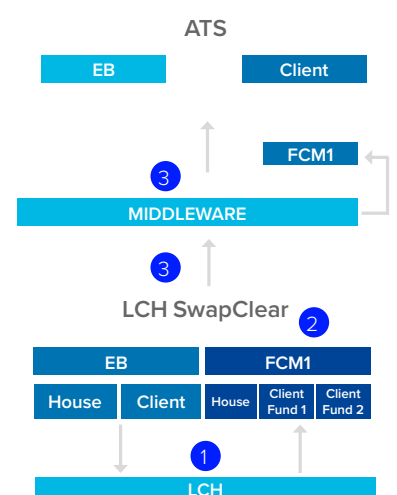 ATS
EB
Client
FCM1
3
MIDDLEWARE
3
LCH SwapClear
2
EB
FCM1
House
Client
House
Client
Fund 1
Client
Fund 2
1
LCH